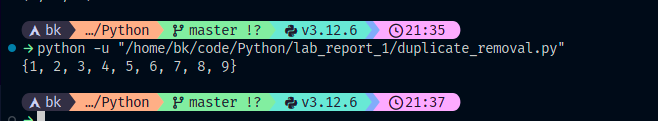 bk …/Python master !? v3.12.6 21:35
python -u "/home/bk/code/Python/lab_report_1/duplicate_removal.py"
{1, 2, 3, 4, 5, 6, 7, 8, 9}
bk …/Python master !? v3.12.6 21:37